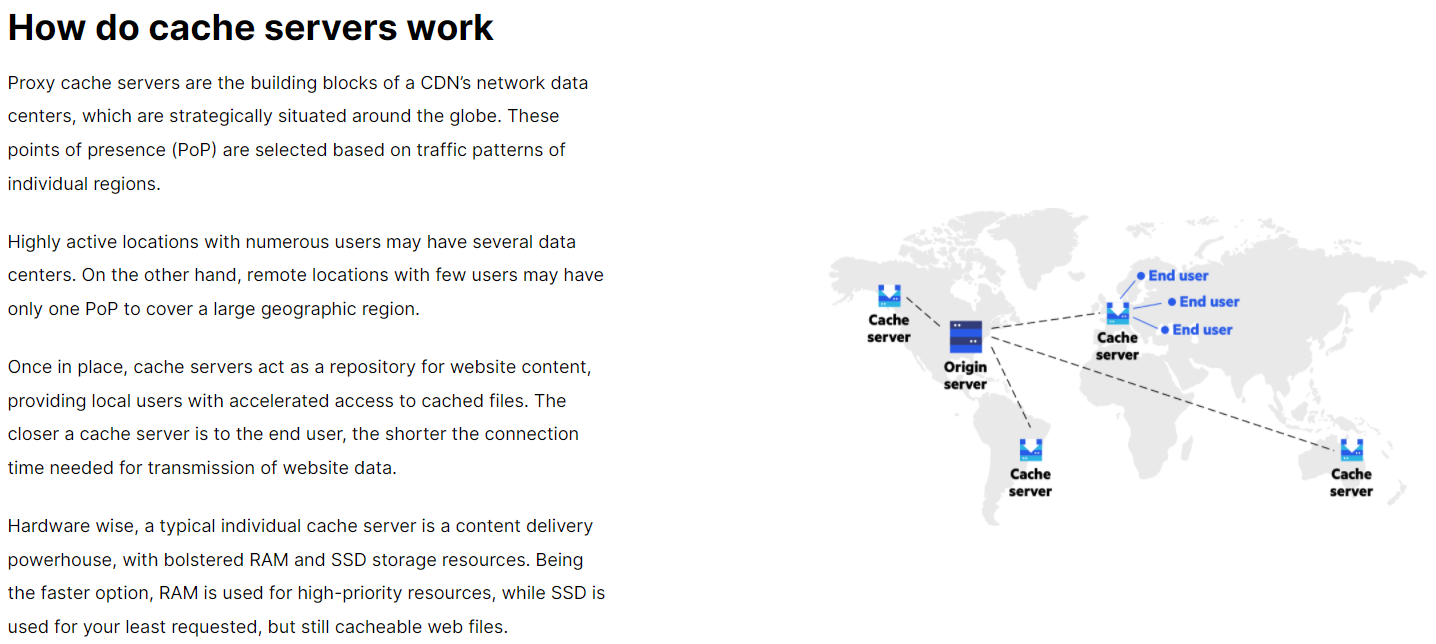 How do cache servers work
Proxy cache servers are the building blocks of a CDN’s network data
centers, which are strategically situated around the globe. These
points of presence (PoP) are selected based on traffic patterns of
individual regions.
Highly active locations with numerous users may have several data
centers. On the other hand, remote locations with few users may have
only one PoP to cover a large geographic region.
Once in place, cache servers act as a repository for website content,
providing local users with accelerated access to cached files. The
closer a cache server is to the end user, the shorter the connection
time needed for transmission of website data.
Hardware wise, a typical individual cache server is a content delivery
powerhouse, with bolstered RAM and SSD storage resources. Being
the faster option, RAM is used for high-priority resources, while SSD is
used for your least requested, but still cacheable web files.
End user
End user
End user
Cache
server
Cache
server
Origin
server
Cache
server
Cache
server